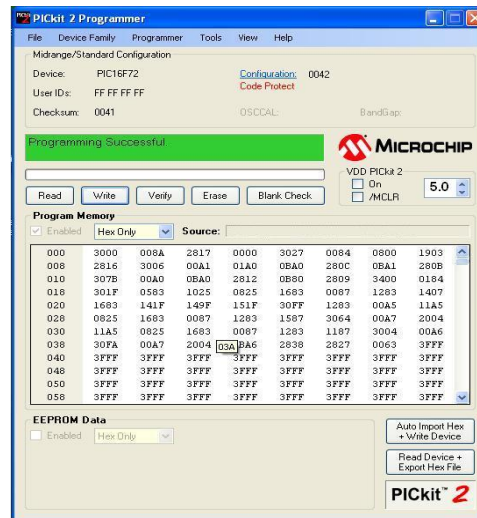 PICkit 2 Programmer
File Device Family Programmer Tools View Help
Midrange/Standard Configuration
Device: PIC16F72 Configuration: 0042
User IDs: FF FF FF FF Code Protect
Checksum: 0041 OSCCAL: BandGap:
Programming Successful.
MICROCHIP
VDD PICkit 2
On
/MCLR
5.0
Read Write Verify Erase Blank Check
Program Memory
Enabled Hex Only Source:
000 3000 008A 2817 0000 3027 0084 0800 1903
008 2816 3006 00A1 01A0 0BA0 280C 0BA1 280B
010 307B 00A0 0BA0 2812 0B80 2809 3400 0184
018 301F 0583 1025 0825 1683 0087 1283 1407
020 1683 141F 149F 151F 30FF 1283 00A5 11A5
028 0825 1683 0087 1283 1587 3064 00A7 2004
030 11A5 0825 1683 0087 1283 1187 3004 00A6
038 30FA 00A7 2004 03A BA6 2838 2827 0063 3FFF
040 3FFF 3FFF 3FFF 3FFF 3FFF 3FFF 3FFF 3FFF
048 3FFF 3FFF 3FFF 3FFF 3FFF 3FFF 3FFF 3FFF
050 3FFF 3FFF 3FFF 3FFF 3FFF 3FFF 3FFF 3FFF
058 3FFF 3FFF 3FFF 3FFF 3FFF 3FFF 3FFF 3FFF
EEPROM Data
Enabled Hex Only
Auto Import Hex
+ Write Device
Read Device +
Export Hex File
PICkit™ 2